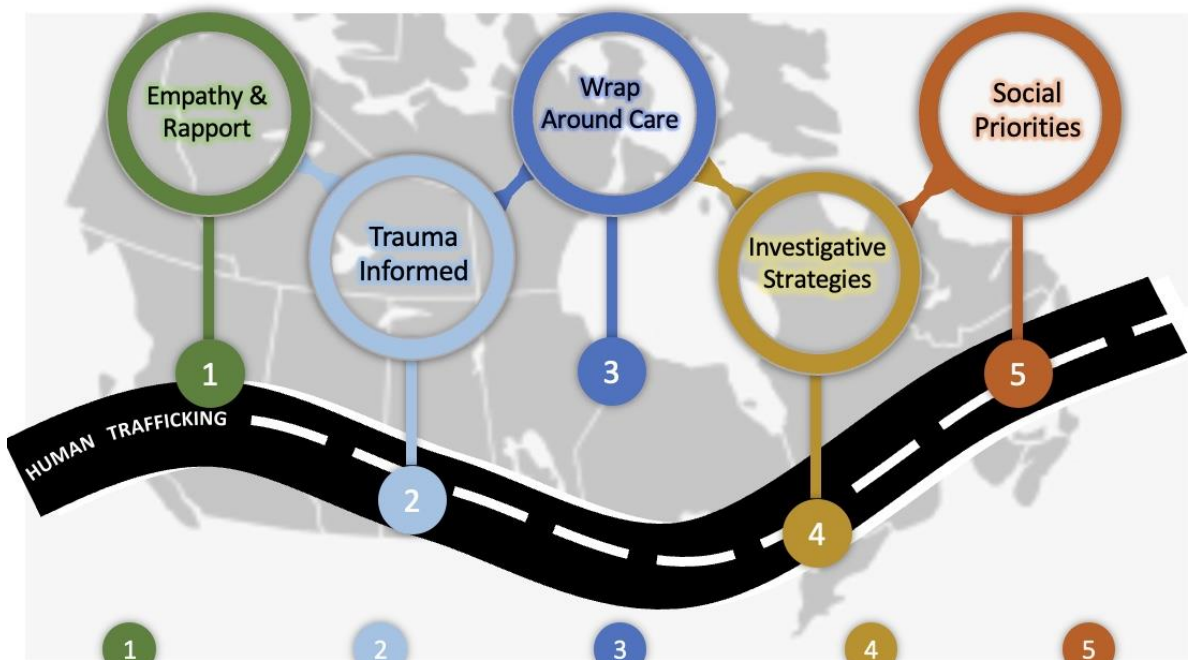 Empathy &
Rapport
Trauma
Informed
Wrap
Around Care
Investigative
Strategies
Social
Priorities
1
2
3
4
5
HUMAN TRAFFICKING
1
2
3
4
5